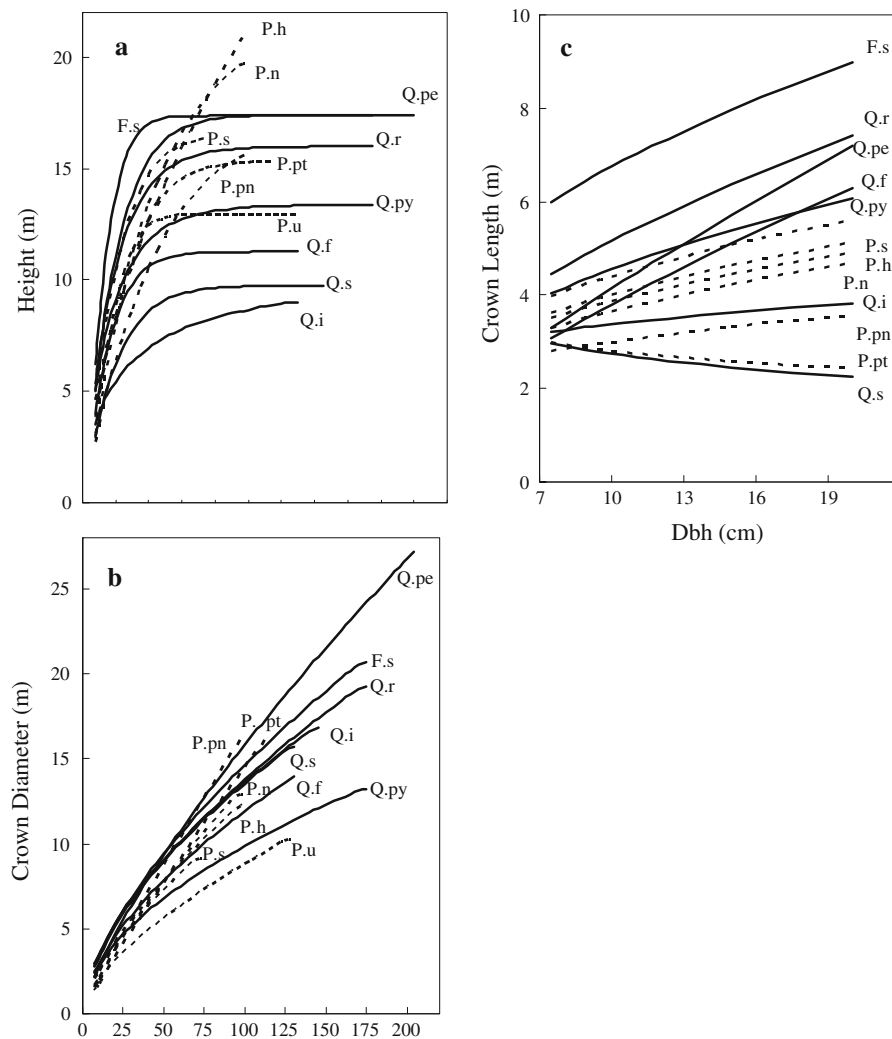 a
Height (m)
20
15
10
5
0
P.h
P.n
Q.pe
F.s
P.s
Q.r
P.pt
P.pn
Q.py
P.u
Q.f
Q.s
Q.i
c
Crown Length (m)
10
8
6
4
2
0
7
10
13
16
19
Dbh (cm)
F.s
Q.r
Q.pe
Q.f
Q.py
P.s
P.h
P.n
Q.i
P.pn
P.pt
Q.s
b
Crown Diameter (m)
25
20
15
10
5
0
0
25
50
75
100
125
150
175
200
Q.pe
F.s
Q.r
P. pt
P.pn
Q.i
Q.s
P.n
Q.f
Q.py
P.h
P.s
P.u